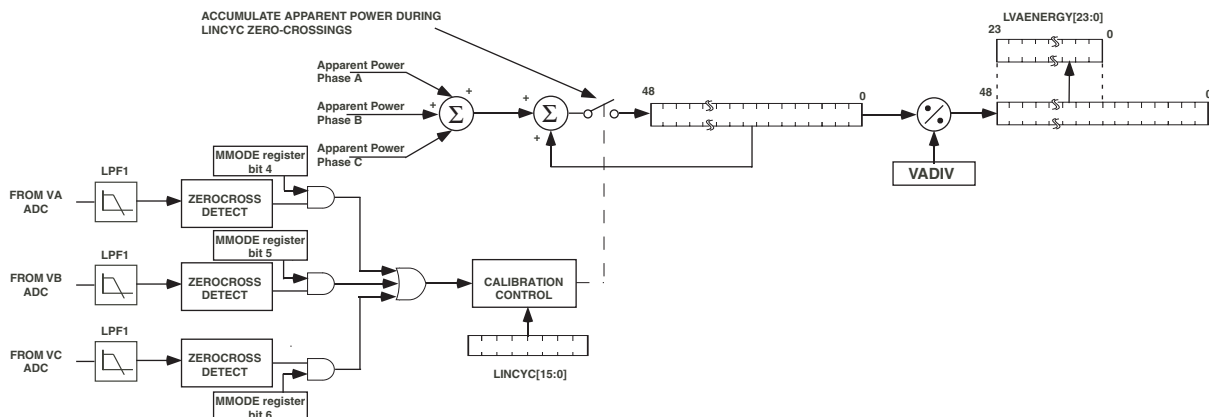 ACCUMULATE APPARENT POWER DURING
LINCYC ZERO-CROSSINGS
LVAENERGY[23:0]
23
0
Apparent Power
Phase A
+
Apparent Power
Phase B
+
Σ
+
Σ
48
0
48
0
Apparent Power
Phase C
+
+
VADIV
MMODE register
bit 4
LPF1
FROM VA
ADC
ZEROCROSS
DETECT
MMODE register
bit 5
LPF1
FROM VB
ADC
ZEROCROSS
DETECT
CALIBRATION
CONTROL
LPF1
FROM VC
ADC
ZEROCROSS
DETECT
LINCYC[15:0]
MMODE register
bit 6